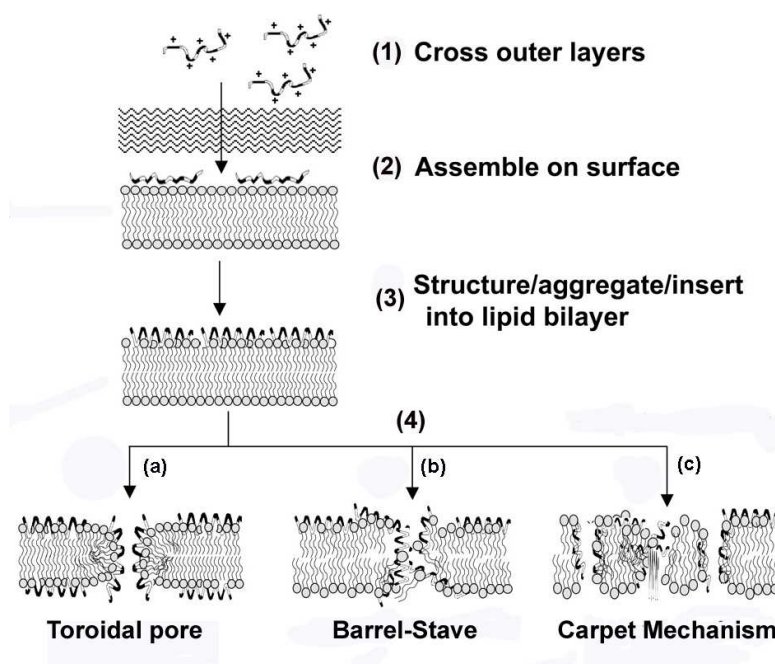 (1) Cross outer layers
(2) Assemble on surface
(3) Structure/aggregate/insert
into lipid bilayer
(4)
(a)
(b)
(c)
Toroidal pore
Barrel-Stave
Carpet Mechanism